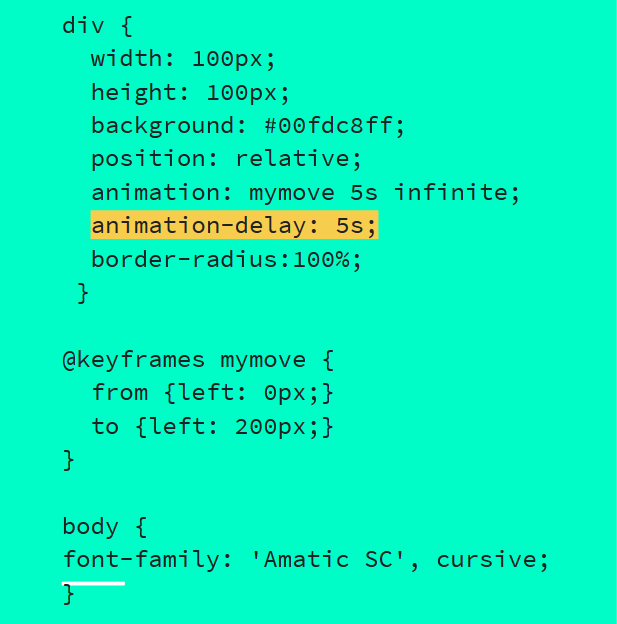 div {
  width: 100px;
  height: 100px;
  background: #00fdc8ff;
  position: relative;
  animation: mymove 5s infinite;
  animation-delay: 5s;
  border-radius:100%;
 }

@keyframes mymove {
  from {left: 0px;}
  to {left: 200px;}
}

body {
font-family: 'Amatic SC', cursive;
}